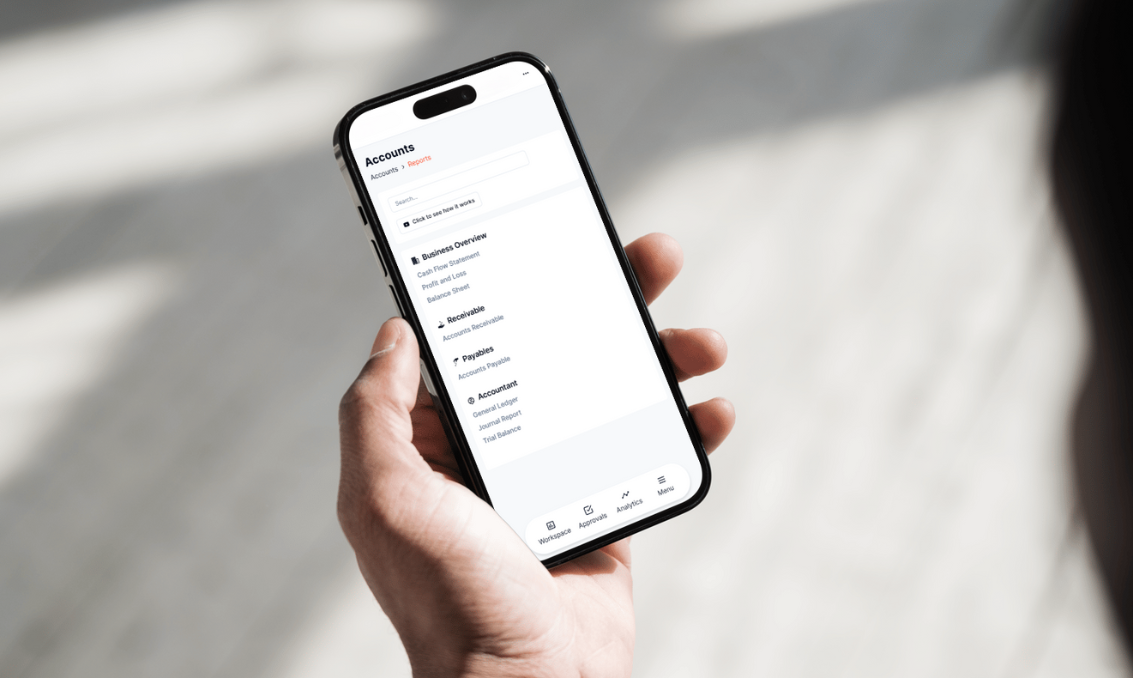 Accounts
Accounts > Reports
Search...
Click to see how it works
Business Overview
Cash Flow Statement
Profit and Loss
Balance Sheet
Receivable
Accounts Receivable
Payables
Accounts Payable
Accountant
General Ledger
Journal Report
Trial Balance
Workspace Approvals Analytics Menu